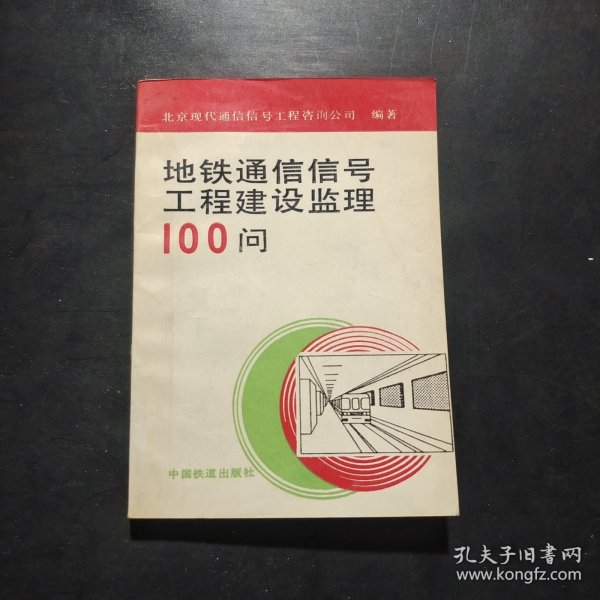 北京现代通信信号工程咨询公司 编著
地铁通信信号
工程建设监理
100问
中国铁道出版社
孔夫子旧书网
www.kongfz.com